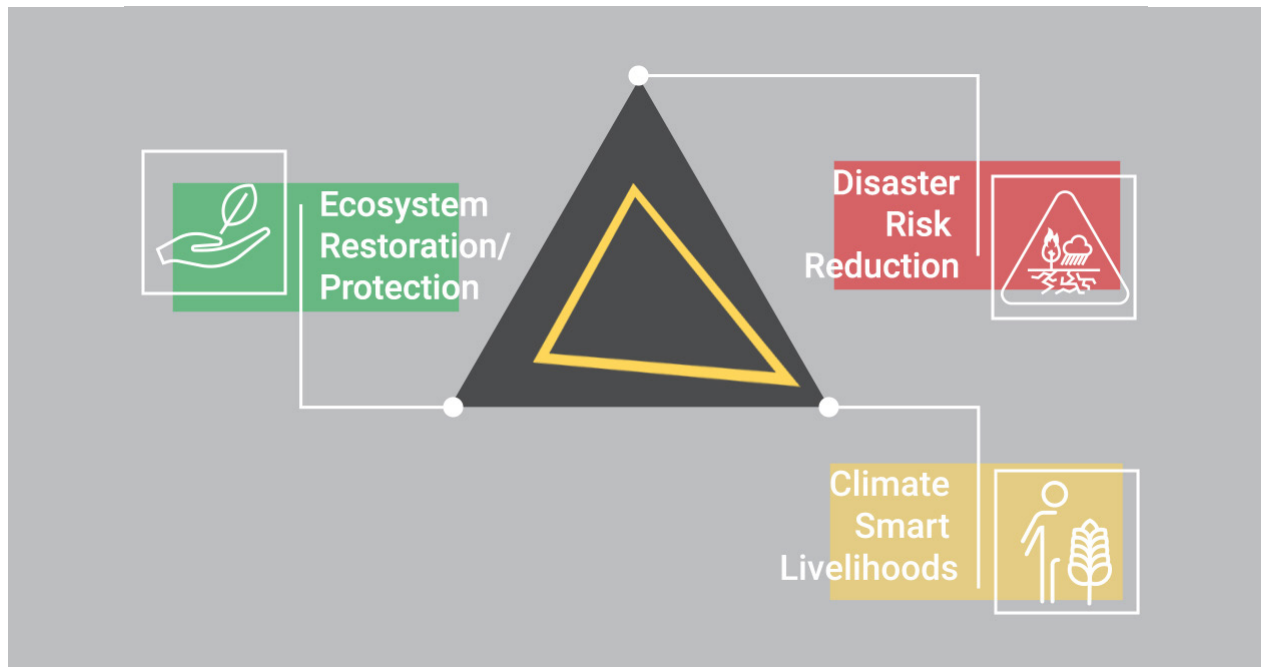 Ecosystem
Restoration/
Protection
Disaster
Risk
Reduction
Climate
Smart
Livelihoods